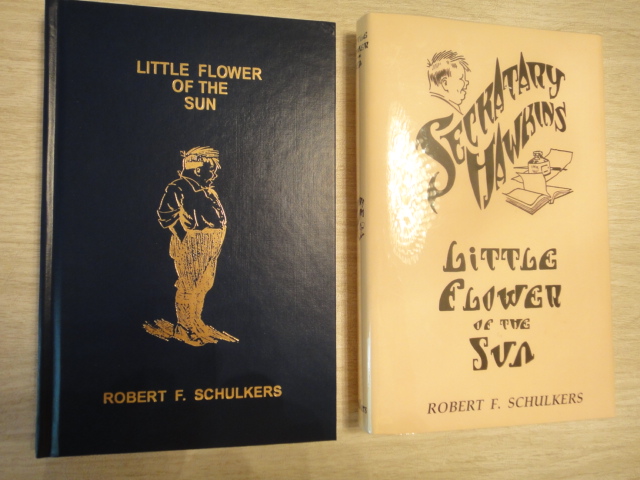 LITTLE FLOWER
OF THE
SUN
ROBERT F. SCHULKERS
SECKATARY
HAWKINS
LITTLE
FLOWER
OF THE
SUN
ROBERT F. SCHULKERS